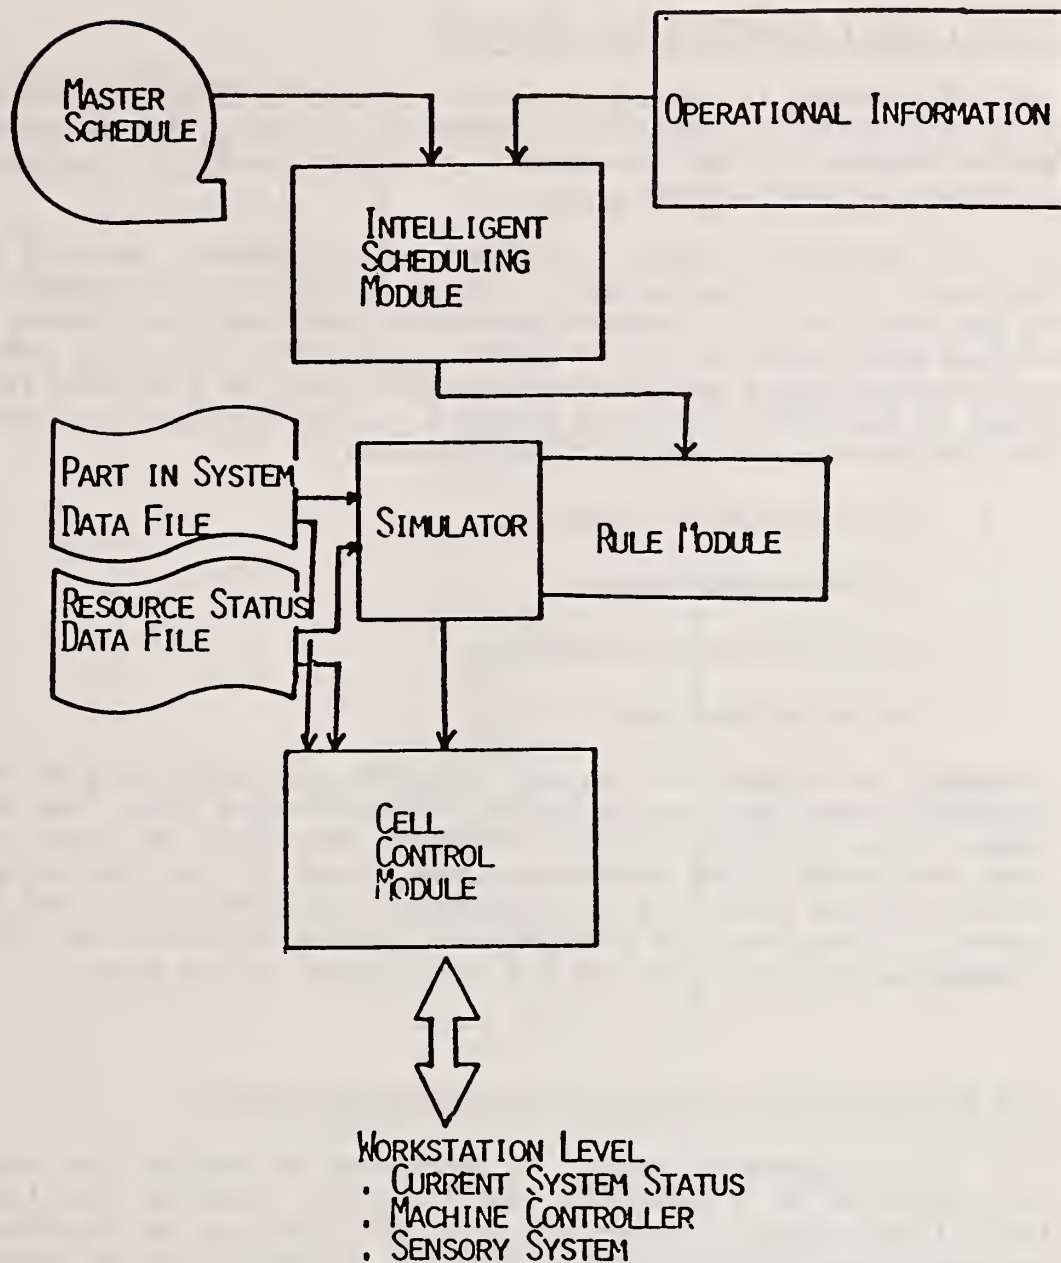 MASTER
SCHEDULE
OPERATIONAL INFORMATION
INTELLIGENT
SCHEDULING
MODULE
PART IN SYSTEM
DATA FILE
SIMULATOR
RULE MODULE
RESOURCE STATUS
DATA FILE
CELL
CONTROL
MODULE
WORKSTATION LEVEL
. CURRENT SYSTEM STATUS
. MACHINE CONTROLLER
. SENSORY SYSTEM